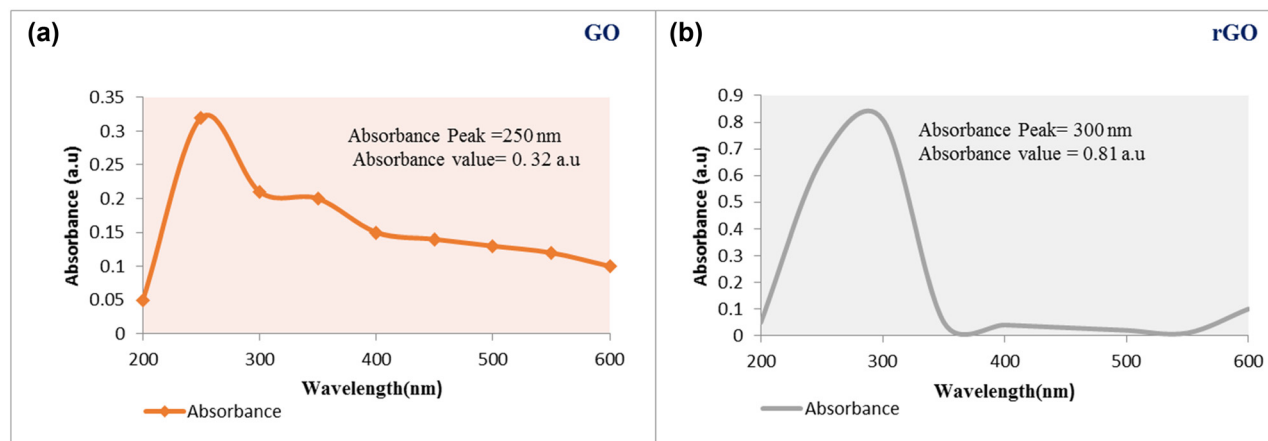 (a)
GO
0.35
0.3
0.25
0.2
0.15
0.1
0.05
0
Absorbance (a.u)
Absorbance Peak =250 nm
Absorbance value= 0. 32 a.u
200
300
400
500
600
Wavelength(nm)
Absorbance
(b)
rGO
0.9
0.8
0.7
0.6
0.5
0.4
0.3
0.2
0.1
0
Absorbance (a.u)
Absorbance Peak= 300 nm
Absorbance value = 0.81 a.u
200
300
400
500
600
Wavelength(nm)
Absorbance